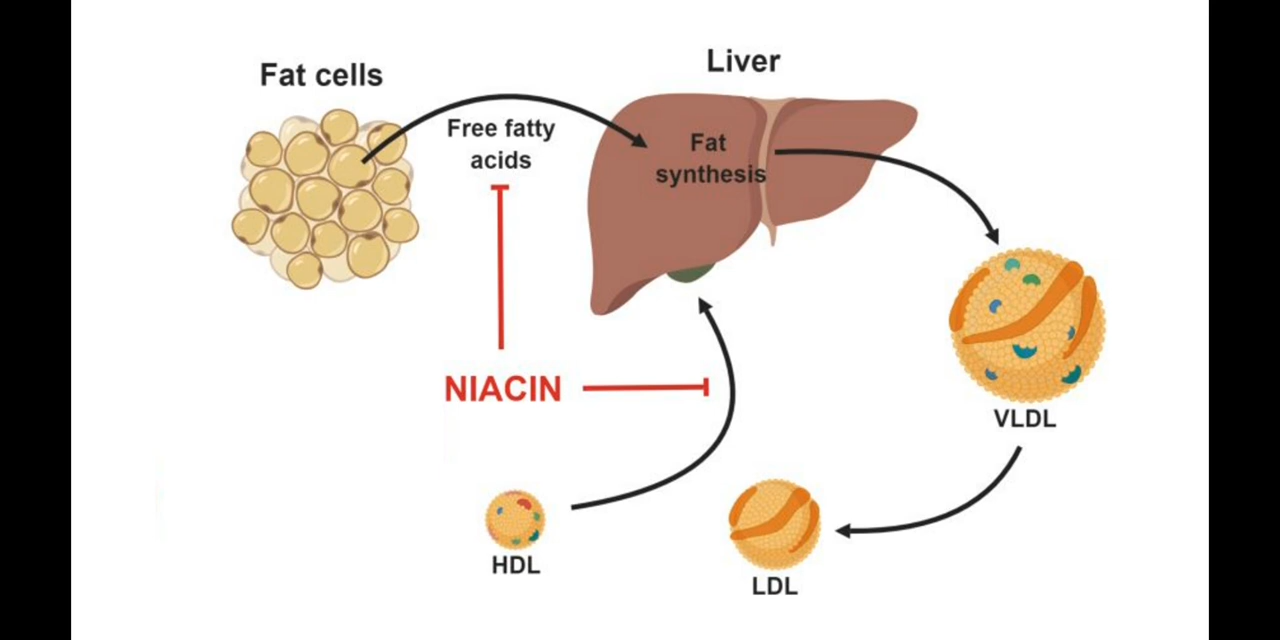 Liver
Fat cells
Free fatty
acids
Fat
synthesis
NIACIN
VLDL
HDL
LDL